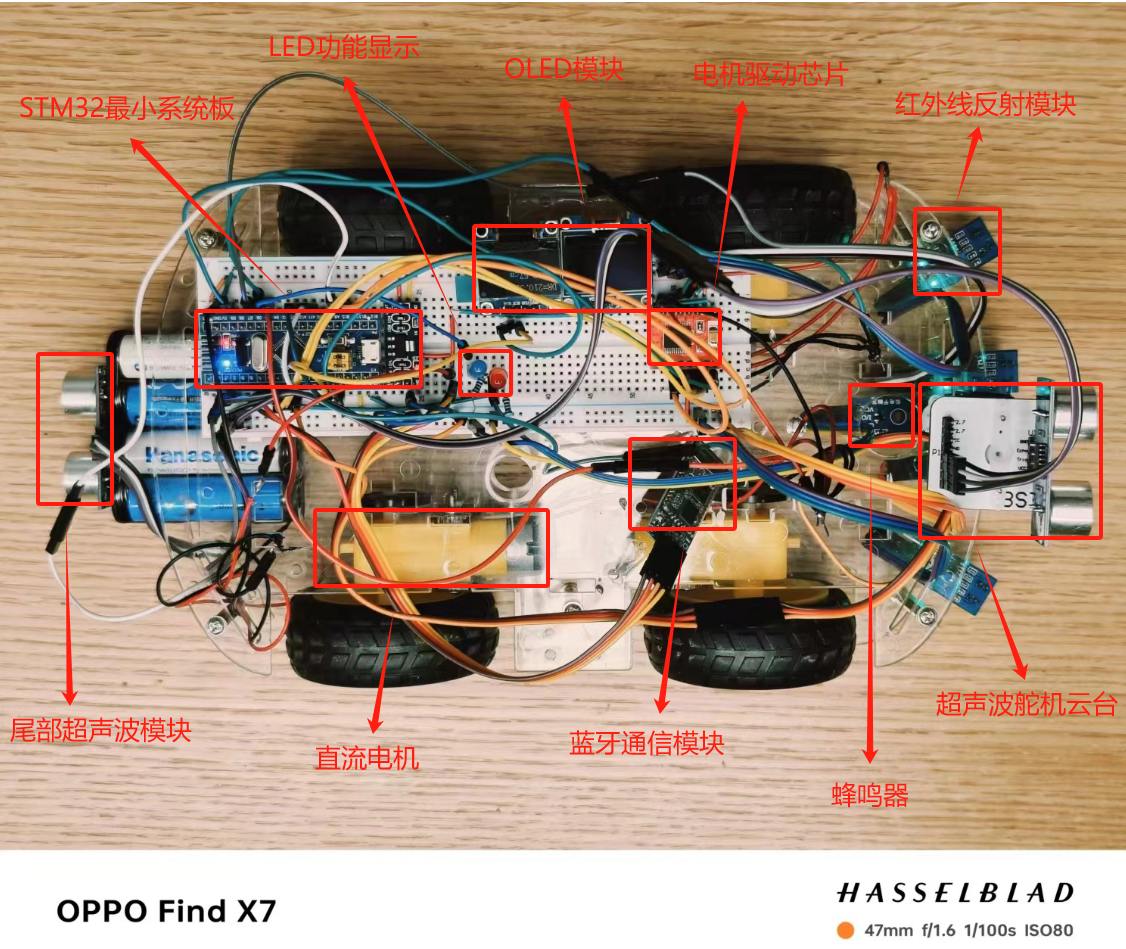 LED功能显示
OLED模块
电机驱动芯片
STM32最小系统板
红外线反射模块
Panasonic
尾部超声波模块
直流电机
蓝牙通信模块
超声波舵机云台
蜂鸣器
OPPO Find X7
HASSELBLAD
47mm f/1.6 1/100s ISO80